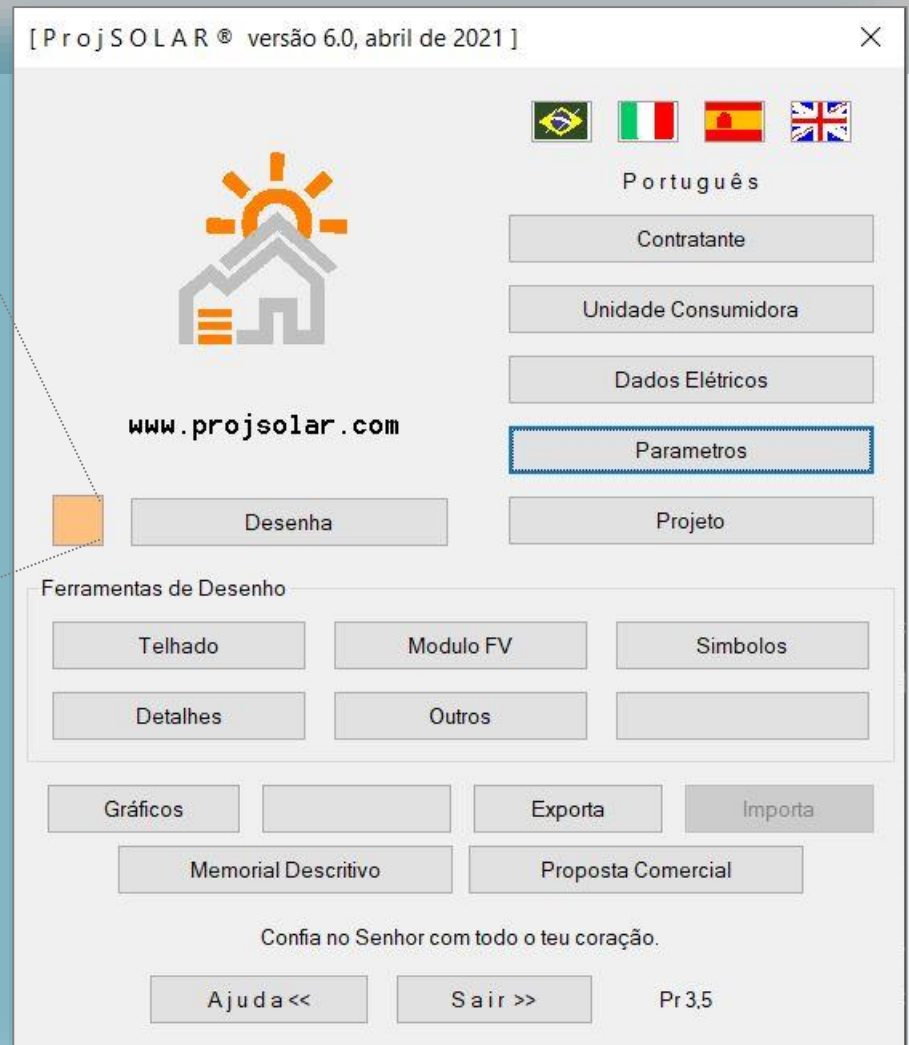 [ P r o j S O L A R ® versão 6.0, abril de 2021 ]
P o r t u g u ê s
Contratante
Unidade Consumidora
Dados Elétricos
www.projsolar.com
Parametros
Desenha
Projeto
Ferramentas de Desenho
Telhado
Modulo FV
Simbolos
Detalhes
Outros
Gráficos
Exporta
Importa
Memorial Descritivo
Proposta Comercial
Confia no Senhor com todo o teu coração.
A j u d a <<
S a i r >>
Pr 3,5